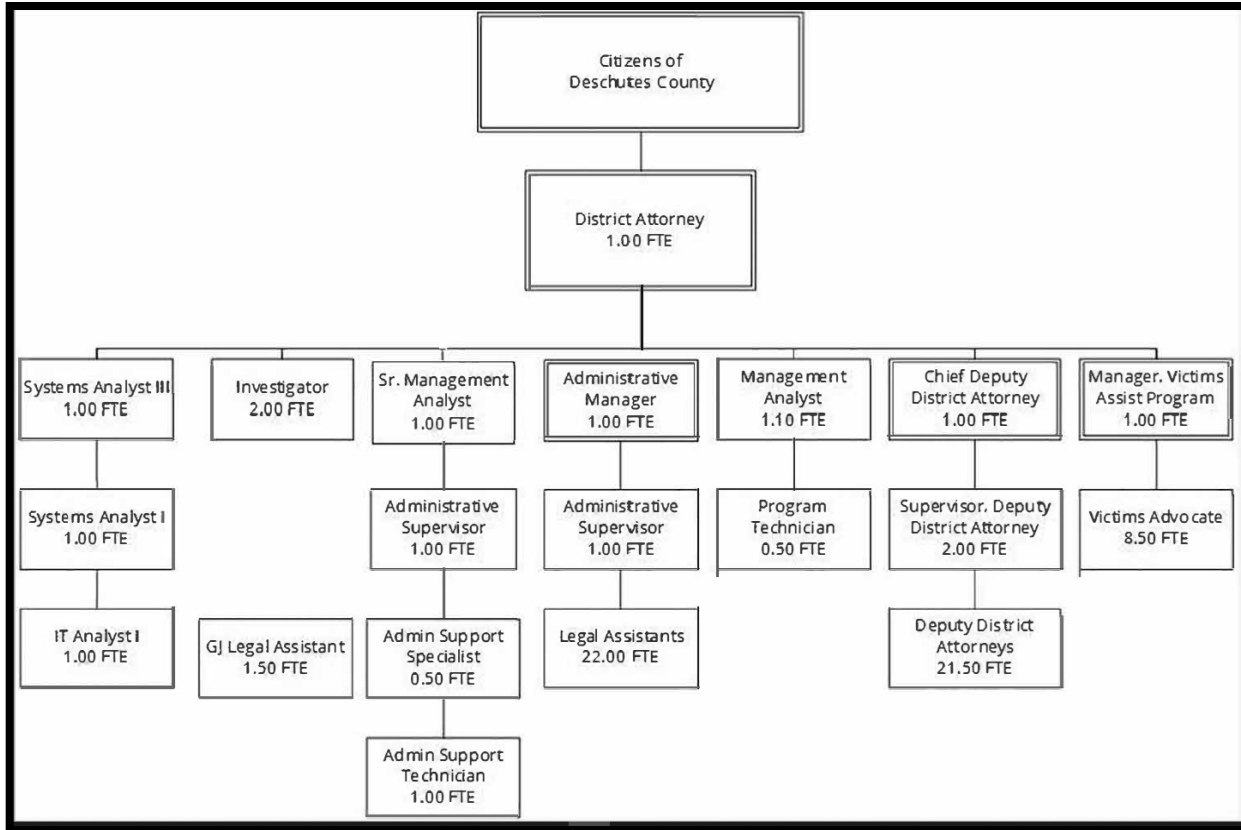 Citizens of
Deschutes County
District Attorney
1.00 FTE
Systems Analyst III
1.00 FTE
Investigator
2.00 FTE
Sr. Management
Analyst
1.00 FTE
Administrative
Manager
1.00 FTE
Management
Analyst
1.10 FTE
Chief Deputy
District Attorney
1.00 FTE
Manager. Victims
Assist Program
1.00 FTE
Systems Analyst I
1.00 FTE
Administrative
Supervisor
1.00 FTE
Administrative
Supervisor
1.00 FTE
Program
Technician
0.50 FTE
Supervisor. Deputy
District Attorney
2.00 FTE
Victims Advocate
8.50 FTE
IT Analyst I
1.00 FTE
GJ Legal Assistant
1.50 FTE
Admin Support
Specialist
0.50 FTE
Legal Assistants
22.00 FTE
Deputy District
Attorneys
21.50 FTE
Admin Support
Technician
1.00 FTE